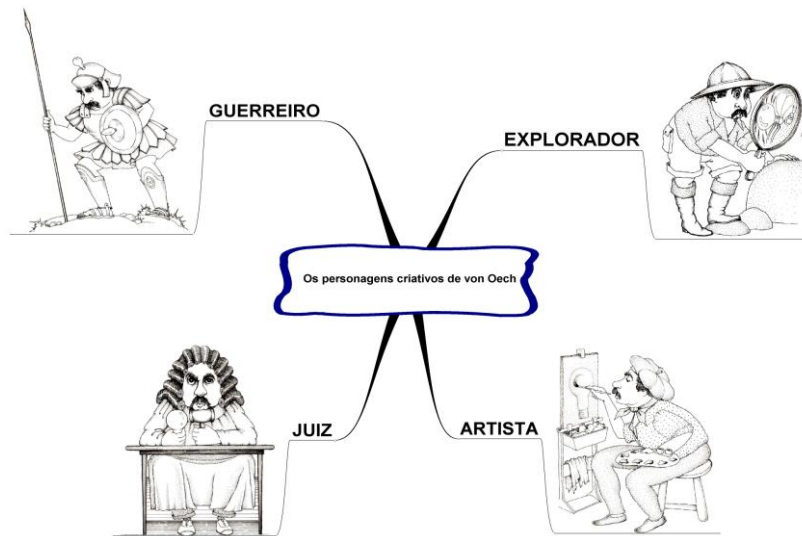 GUERREIRO
EXPLORADOR
Os personagens criativos de von Oech
JUIZ
ARTISTA